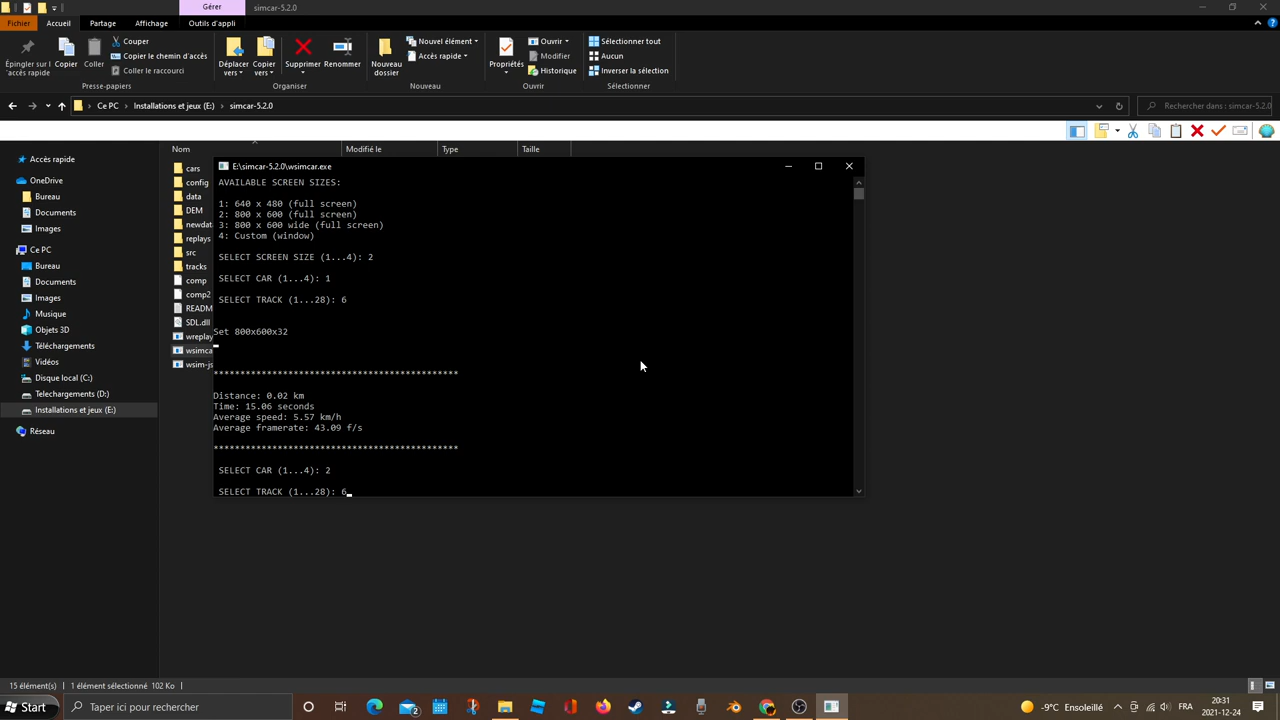 Gérer
simcar-5.2.0
Fichier
Accueil
Partage
Affichage
Outils d'appli
Épingler sur l'accès rapide
Copier
Coller
Couper
Copier le chemin d'accès
Coller le raccourci
Presse-papiers
Déplacer vers
Copier vers
Supprimer
Renommer
Organiser
Nouveau dossier
Nouvel élément
Accès rapide
Nouveau
Propriétés
Ouvrir
Modifier
Historique
Ouvrir
Sélectionner tout
Aucun
Inverser la sélection
Sélectionner
Ce PC
Installations et jeux (E:)
simcar-5.2.0
Rechercher dans : simcar-5.2.0
Nom
Modifié le
Type
Taille
Accès rapide
OneDrive
Bureau
Documents
Images
Ce PC
Bureau
Documents
Images
Musique
Objets 3D
Téléchargements
Vidéos
Disque local (C:)
Telechargements (D:)
Installations et jeux (E:)
Réseau
cars
config
data
DEM
newdata
replays
src
tracks
comp
comp2
README
SDL.dll
wreplay
wsimca
wsim-js
E:\simcar-5.2.0\wsimcar.exe
AVAILABLE SCREEN SIZES:
1: 640 x 480 (full screen)
2: 800 x 600 (full screen)
3: 800 x 600 wide (full screen)
4: Custom (window)
SELECT SCREEN SIZE (1...4): 2
SELECT CAR (1...4): 1
SELECT TRACK (1...28): 6
Set 800x600x32
**********************************************
Distance: 0.02 km
Time: 15.06 seconds
Average speed: 5.57 km/h
Average framerate: 43.09 f/s
**********************************************
SELECT CAR (1...4): 2
SELECT TRACK (1...28): 6
15 élément(s)
1 élément sélectionné 102 Ko
Start
Taper ici pour rechercher
2
-9°C Ensoleillé
FRA
20:31
2021-12-24